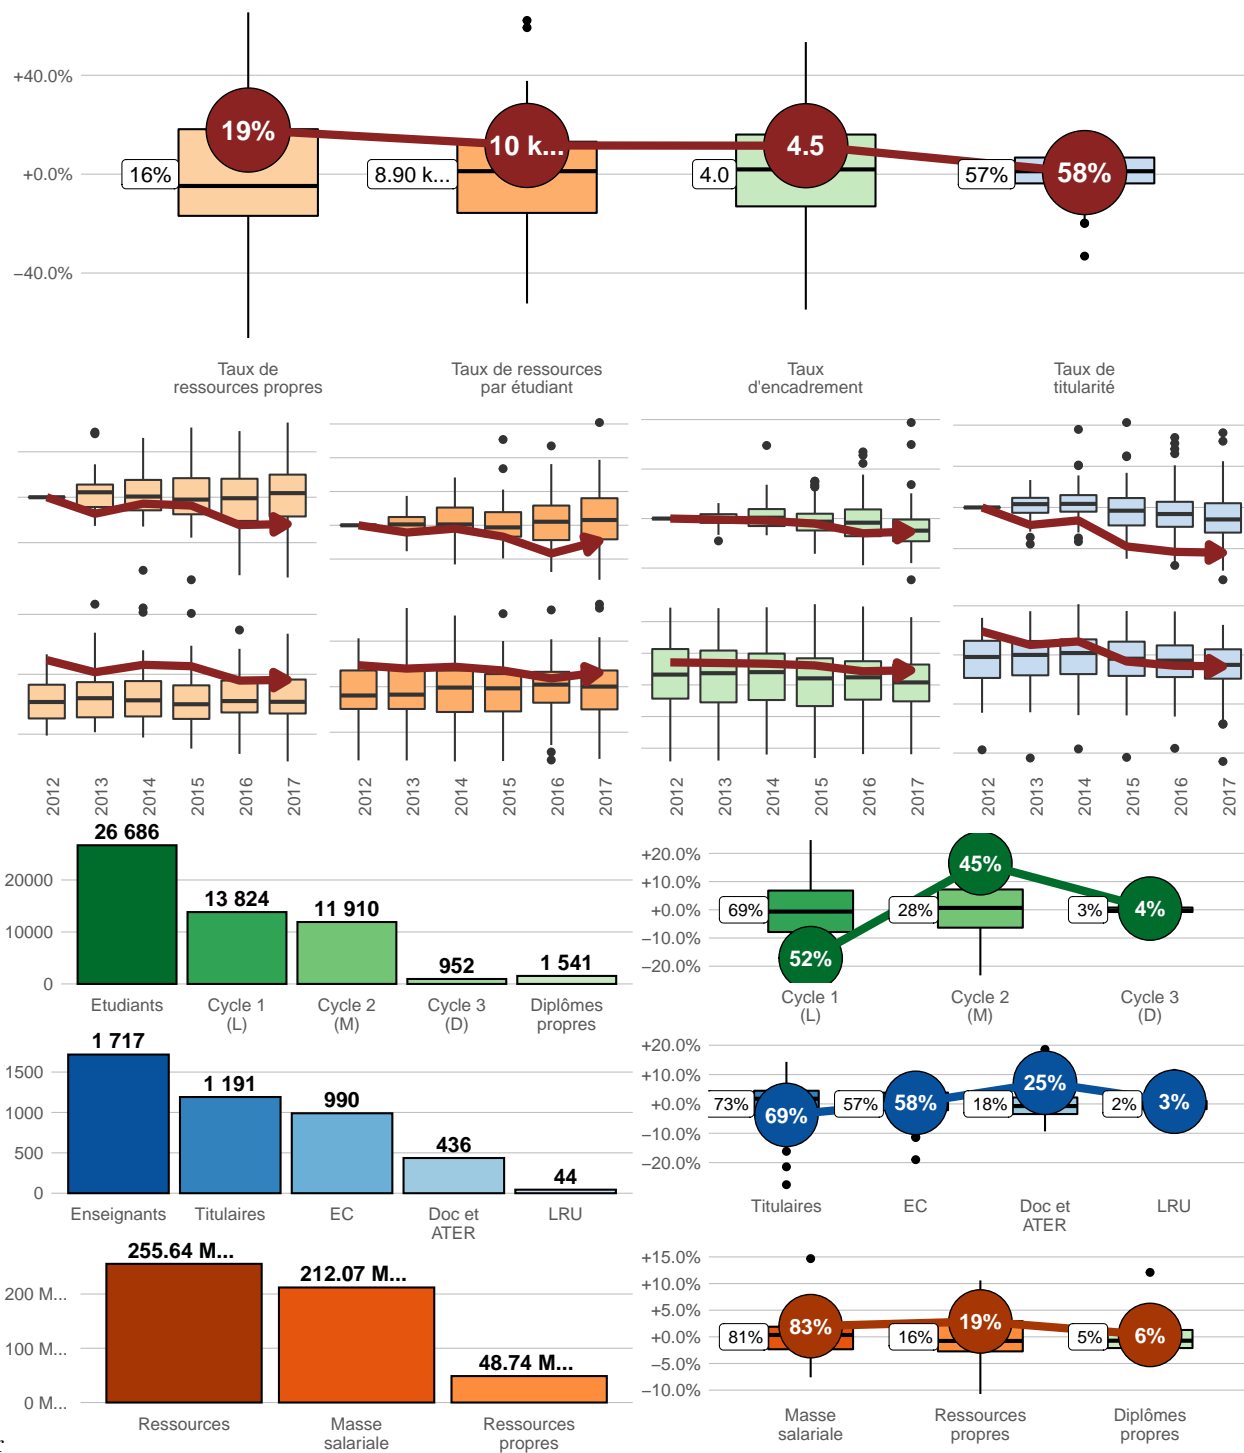 +40.0%
+0.0%
−40.0%
16%
19%
8.90 k...
10 k...
4.0
4.5
57%
58%
Taux de
ressources propres
Taux de ressources
par étudiant
Taux
d'encadrement
Taux de
titularité
2012
2013
2014
2015
2016
2017
2012
2013
2014
2015
2016
2017
2012
2013
2014
2015
2016
2017
2012
2013
2014
2015
2016
2017
26 686
13 824
11 910
952
1 541
20000
10000
0
Etudiants
Cycle 1
(L)
Cycle 2
(M)
Cycle 3
(D)
Diplômes
propres
+20.0%
+10.0%
+0.0%
−10.0%
−20.0%
69%
52%
28%
45%
3%
4%
Cycle 1
(L)
Cycle 2
(M)
Cycle 3
(D)
1 717
1 191
990
436
44
1500
1000
500
0
Enseignants
Titulaires
EC
Doc et
ATER
LRU
+20.0%
+10.0%
+0.0%
−10.0%
−20.0%
73%
69%
57%
58%
18%
25%
2%
3%
Titulaires
EC
Doc et
ATER
LRU
255.64 M...
212.07 M...
48.74 M...
200 M...
100 M...
0 M...
Ressources
Masse
salariale
Ressources
propres
+15.0%
+10.0%
+5.0%
+0.0%
−5.0%
−10.0%
81%
83%
16%
19%
5%
6%
Masse
salariale
Ressources
propres
Diplômes
propres